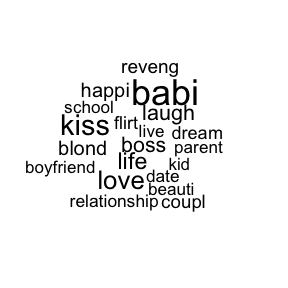 reveng
happi babi
school laugh
kiss flirt live dream
blond boss parent
boyfriend life kid
love date
beauti
relationship coupl